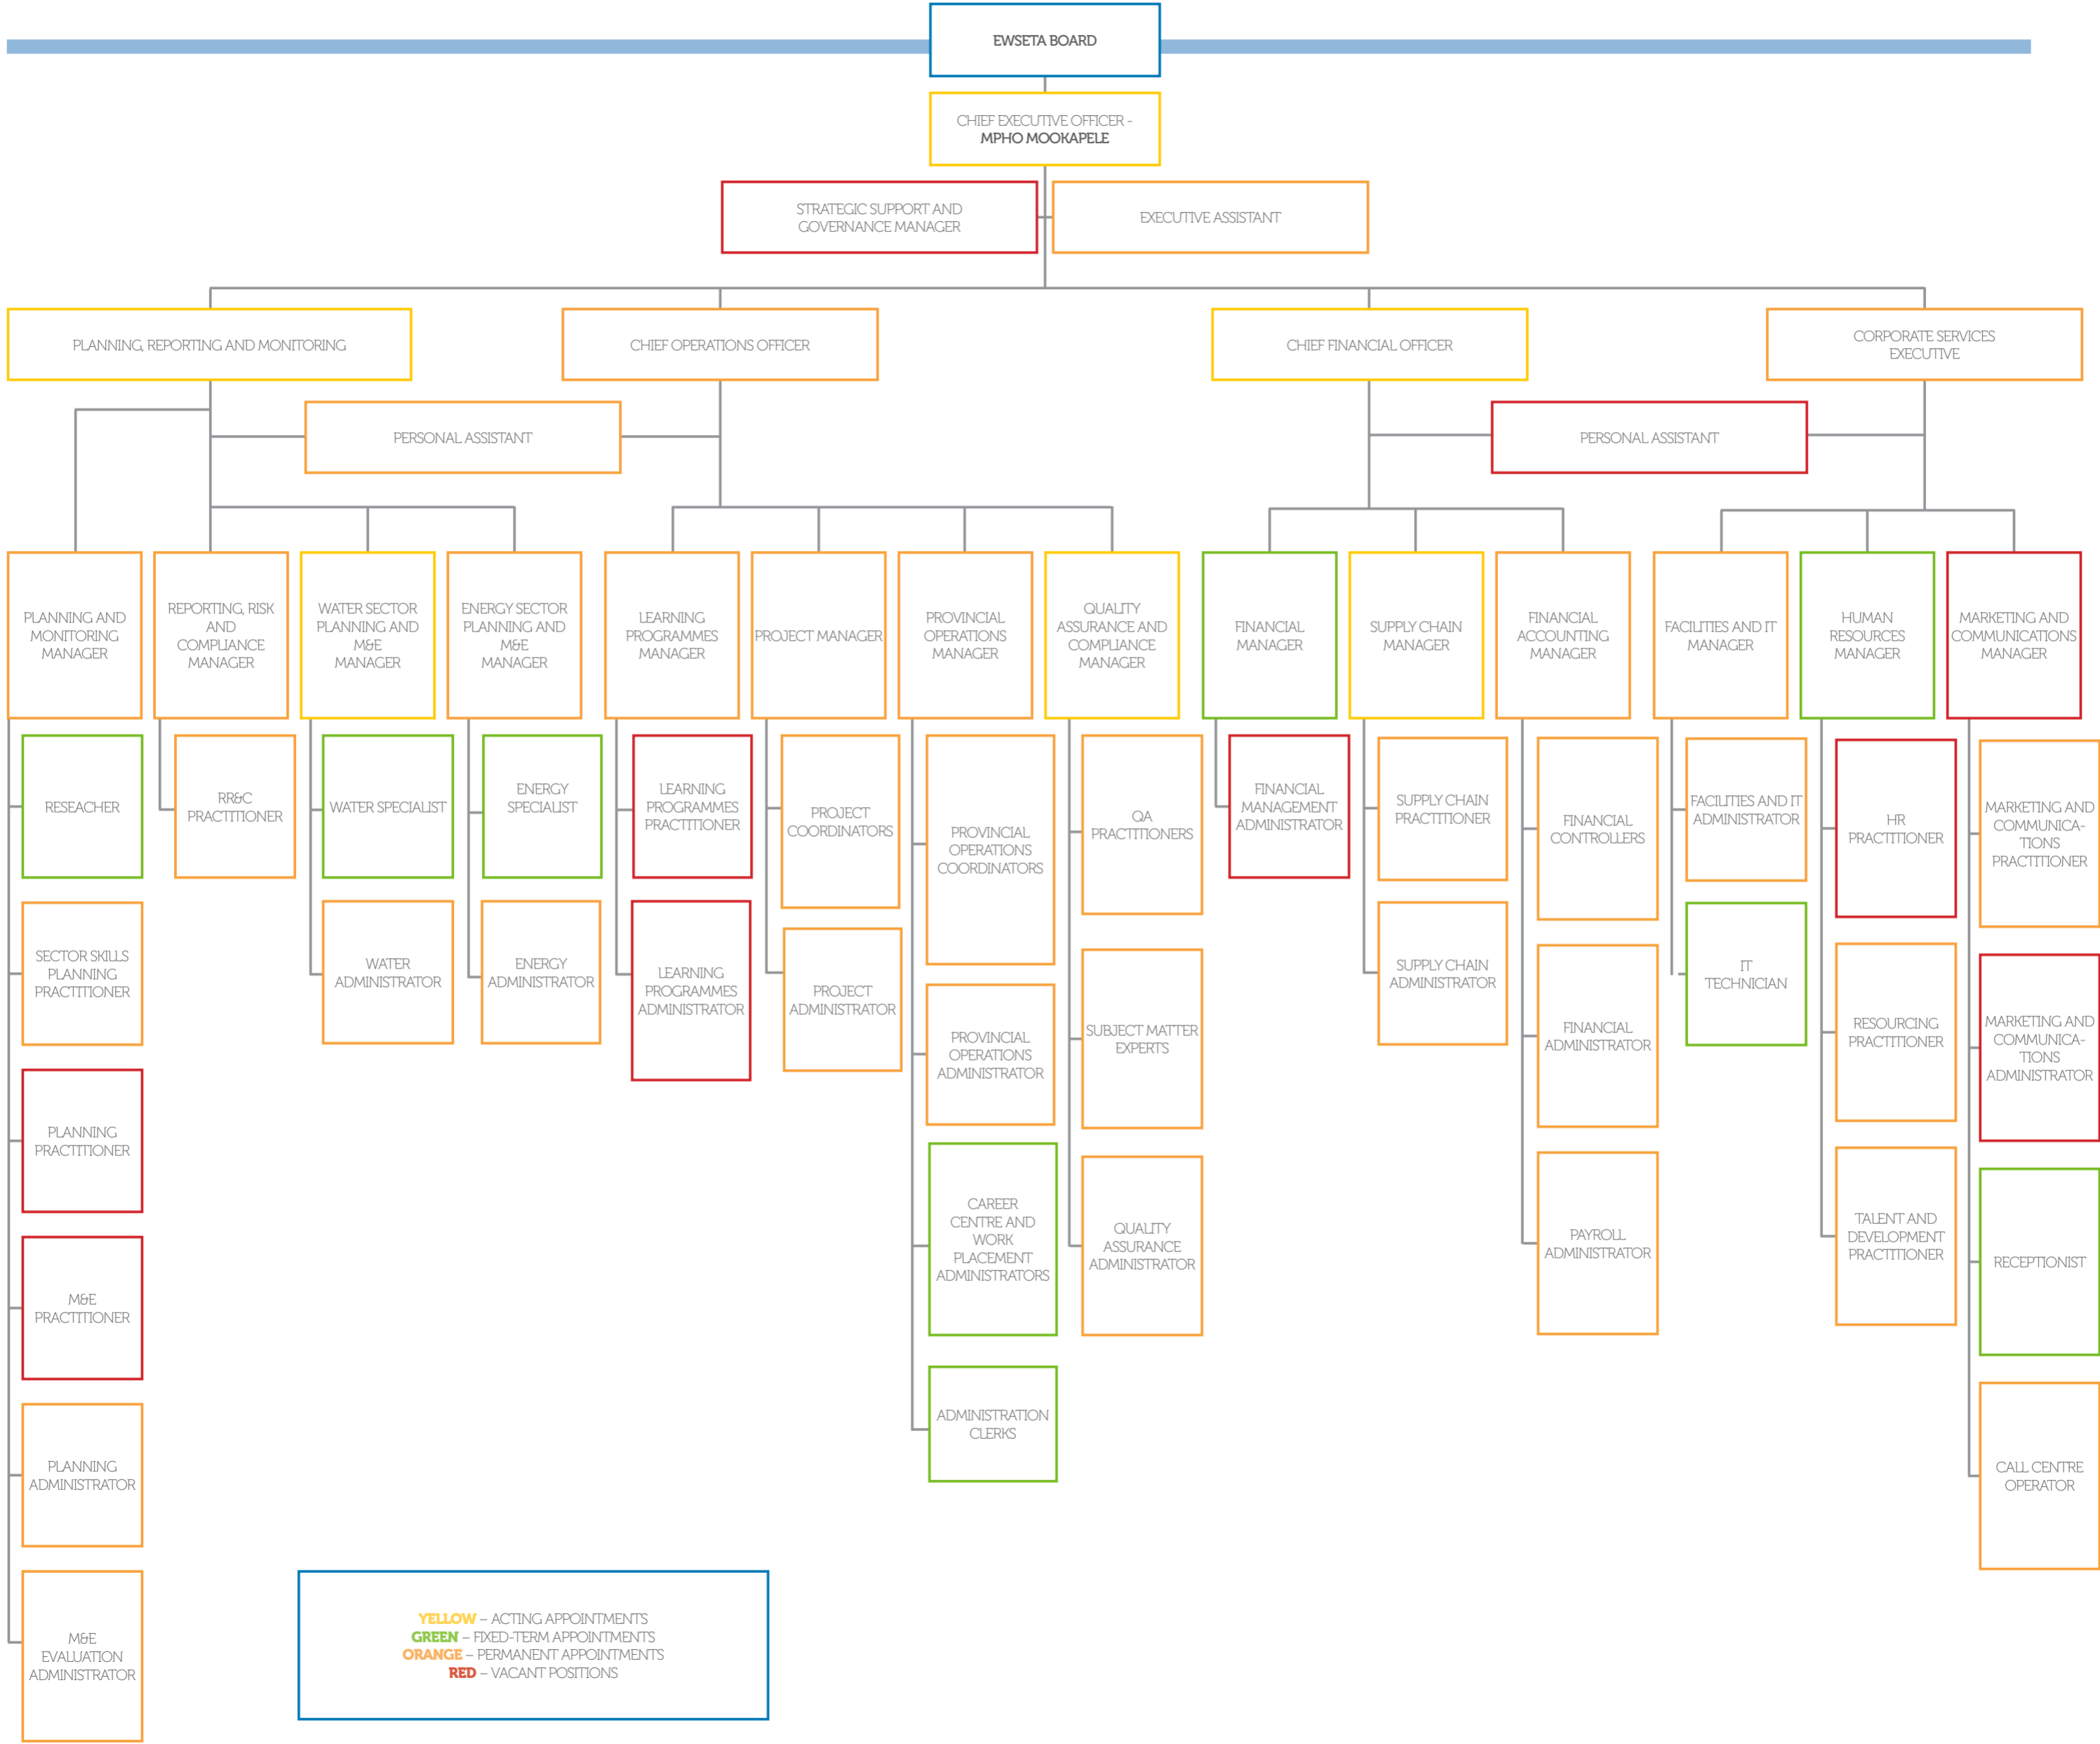 EWSETA BOARD
CHIEF EXECUTIVE OFFICER -
MPHO MOOKAPELE
STRATEGIC SUPPORT AND
GOVERNANCE MANAGER
EXECUTIVE ASSISTANT
PLANNING, REPORTING AND MONITORING
CHIEF OPERATIONS OFFICER
CHIEF FINANCIAL OFFICER
CORPORATE SERVICES
EXECUTIVE
PERSONAL ASSISTANT
PERSONAL ASSISTANT
PLANNING AND
MONITORING
MANAGER
REPORTING, RISK
AND
COMPLIANCE
MANAGER
WATER SECTOR
PLANNING AND
M&E
MANAGER
ENERGY SECTOR
PLANNING AND
M&E
MANAGER
LEARNING
PROGRAMMES
MANAGER
PROJECT MANAGER
PROVINCIAL
OPERATIONS
MANAGER
QUALITY
ASSURANCE AND
COMPLIANCE
MANAGER
FINANCIAL
MANAGER
SUPPLY CHAIN
MANAGER
FINANCIAL
ACCOUNTING
MANAGER
FACILITIES AND IT
MANAGER
HUMAN
RESOURCES
MANAGER
MARKETING AND
COMMUNICATIONS
MANAGER
RESEACHER
SECTOR SKILLS
PLANNING
PRACTITIONER
PLANNING
PRACTITIONER
M&E
PRACTITIONER
PLANNING
ADMINISTRATOR
M&E
EVALUATION
ADMINISTRATOR
RR&C
PRACTITIONER
WATER SPECIALIST
WATER
ADMINISTRATOR
ENERGY
SPECIALIST
ENERGY
ADMINISTRATOR
LEARNING
PROGRAMMES
PRACTITIONER
LEARNING
PROGRAMMES
ADMINISTRATOR
PROJECT
COORDINATORS
PROJECT
ADMINISTRATOR
PROVINCIAL
OPERATIONS
COORDINATORS
PROVINCIAL
OPERATIONS
ADMINISTRATOR
CAREER
CENTRE AND
WORK
PLACEMENT
ADMINISTRATORS
ADMINISTRATION
CLERKS
QA
PRACTITIONERS
SUBJECT MATTER
EXPERTS
QUALITY
ASSURANCE
ADMINISTRATOR
FINANCIAL
MANAGEMENT
ADMINISTRATOR
SUPPLY CHAIN
PRACTITIONER
SUPPLY CHAIN
ADMINISTRATOR
FINANCIAL
CONTROLLERS
FINANCIAL
ADMINISTRATOR
PAYROLL
ADMINISTRATOR
FACILITIES AND IT
ADMINISTRATOR
IT
TECHNICIAN
HR
PRACTITIONER
RESOURCING
PRACTITIONER
TALENT AND
DEVELOPMENT
PRACTITIONER
MARKETING AND
COMMUNICA-
TIONS
PRACTITIONER
MARKETING AND
COMMUNICA-
TIONS
ADMINISTRATOR
RECEPTIONIST
CALL CENTRE
OPERATOR
YELLOW – ACTING APPOINTMENTS
GREEN – FIXED-TERM APPOINTMENTS
ORANGE – PERMANENT APPOINTMENTS
RED – VACANT POSITIONS